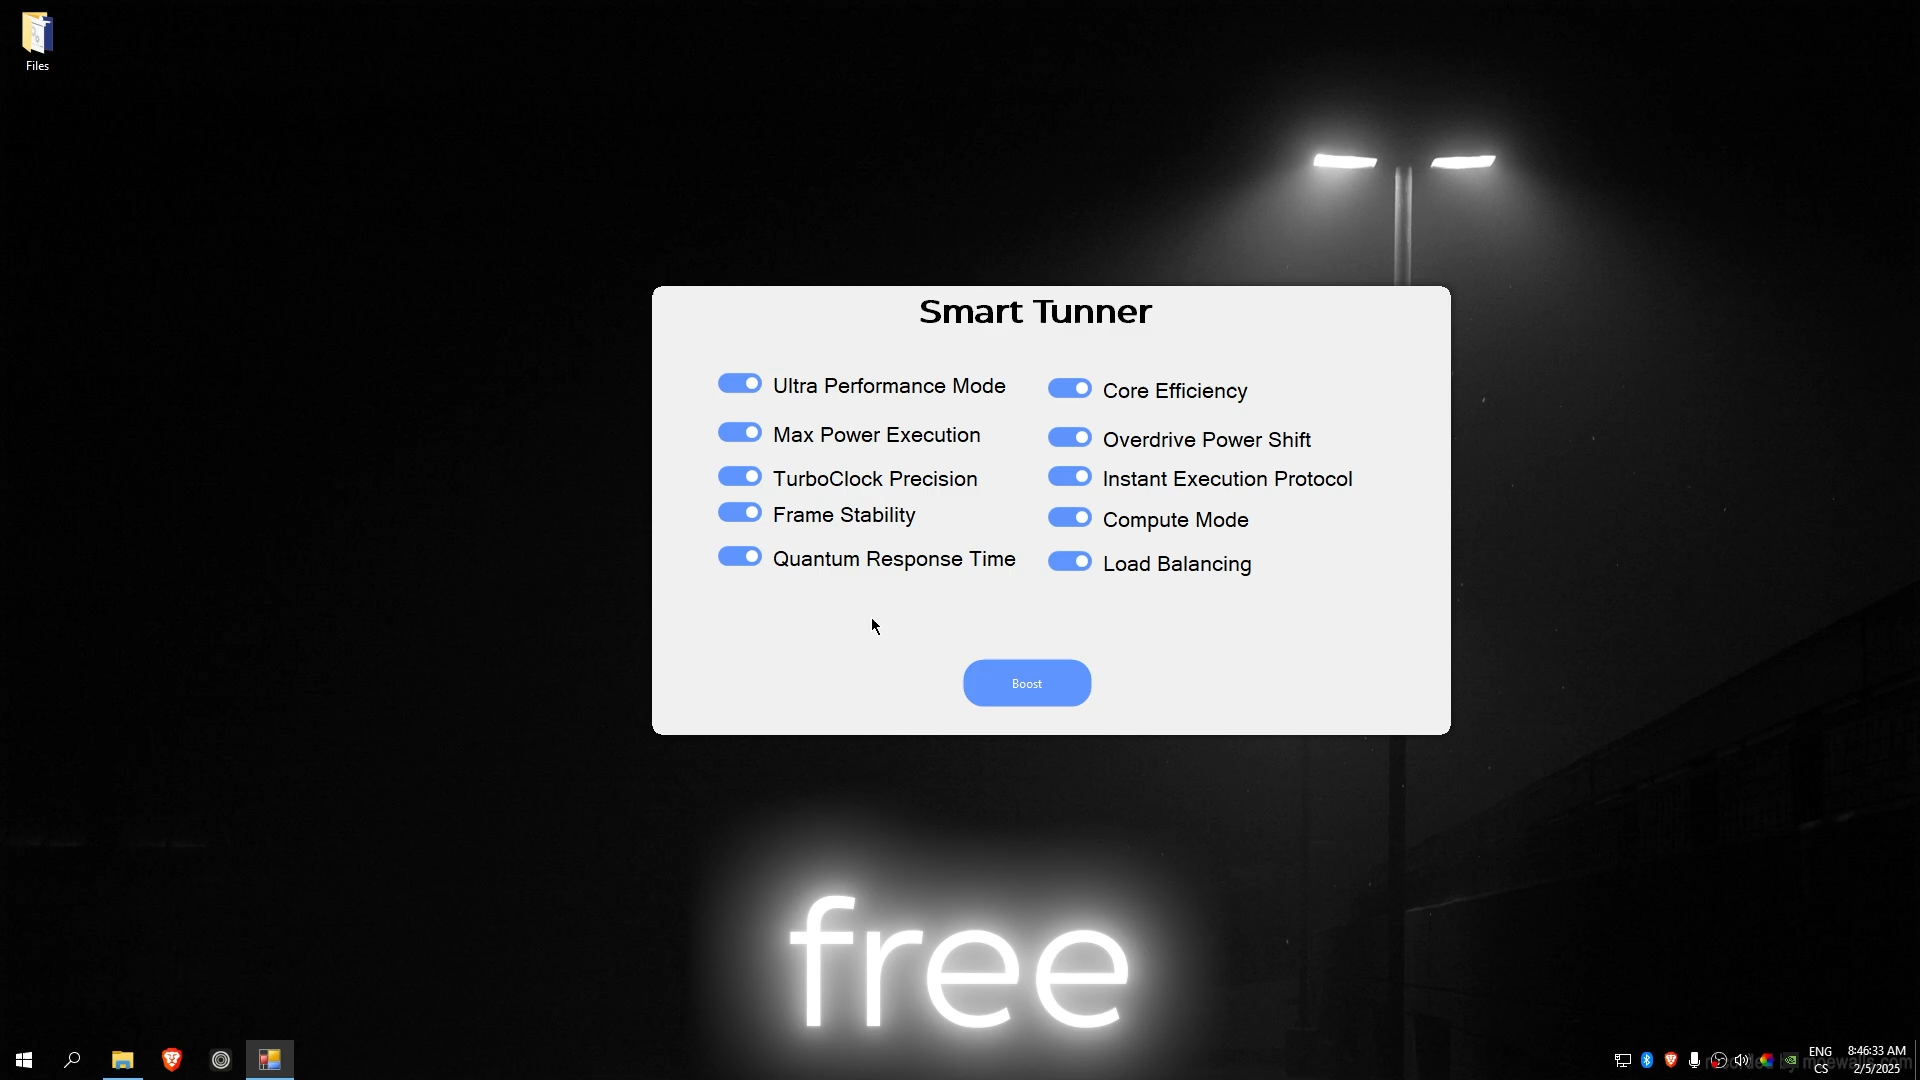 Files
Smart Tunner
Ultra Performance Mode
Core Efficiency
Max Power Execution
Overdrive Power Shift
TurboClock Precision
Instant Execution Protocol
Frame Stability
Compute Mode
Quantum Response Time
Load Balancing
Boost
free
ENG
8:46:33 AM
CS
2/5/2025